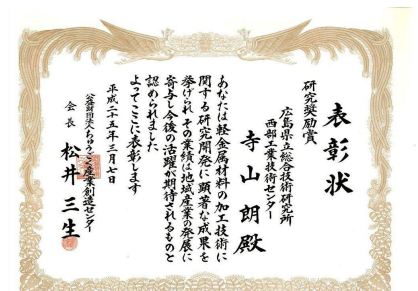 表彰状
研究奨励賞
広島県立総合技術研究所
西部工業技術センター
寺山朗殿
あなたは軽金属材料の加工技術に
関する研究開発に顕著な成果を
挙げられその業績は地域産業の発展に
寄与し今後の活躍が期待されるものと
認められました
よってここに表彰します
平成二十五年三月七日
公益財団法人ちゅうごく産業創造センター
会長 松井三生